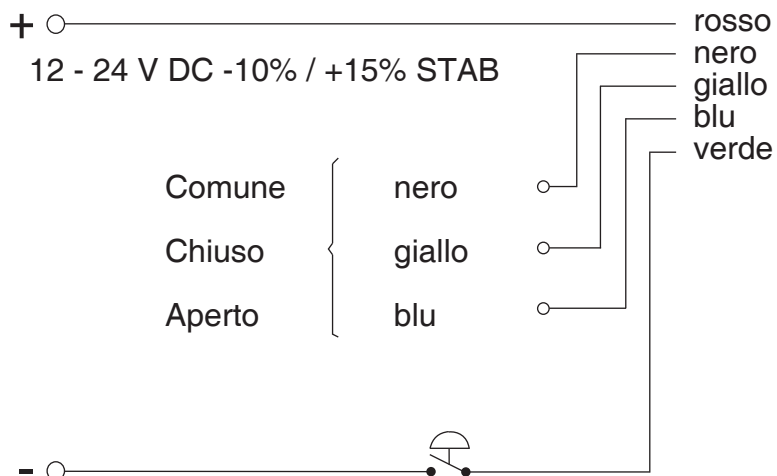 + rosso
nero
12 - 24 V DC -10% / +15% STAB
giallo
blu
verde
Comune nero
Chiuso giallo
Aperto blu
-